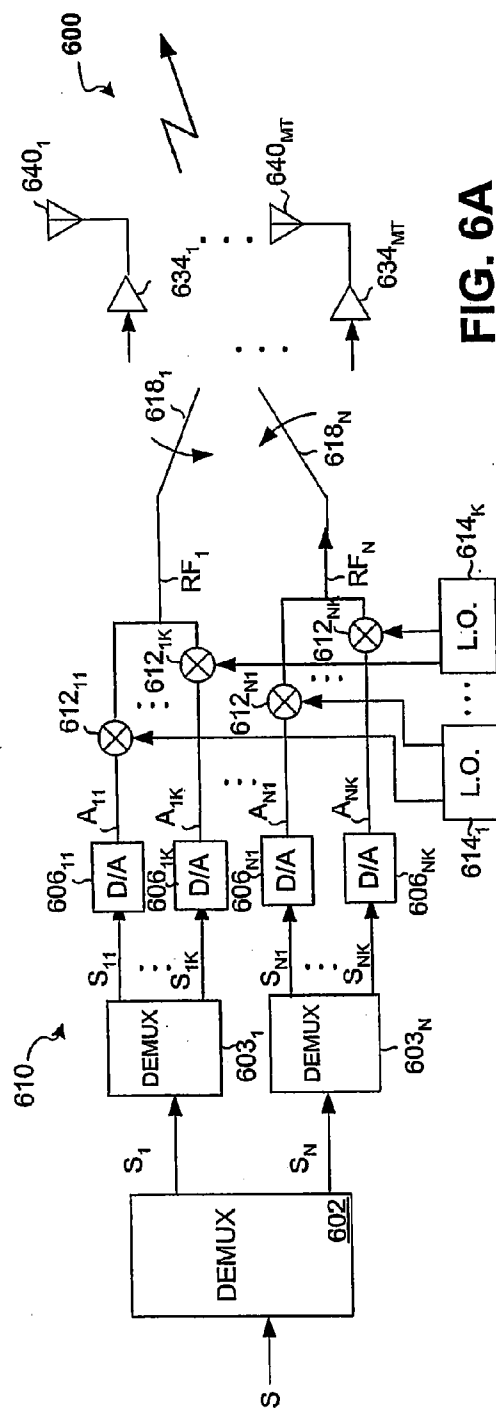 FIG. 6A
600
610
S
DEMUX
602
S1
SN
DEMUX
6031
DEMUX
603N
S11
S1K
SN1
SNK
60611
D/A
6061K
D/A
606N1
D/A
606NK
D/A
A11
A1K
AN1
ANK
61211
6121K
612N1
612NK
L.O.
6141
L.O.
614K
RF1
RFN
6181
618N
6341
634MT
6401
640MT